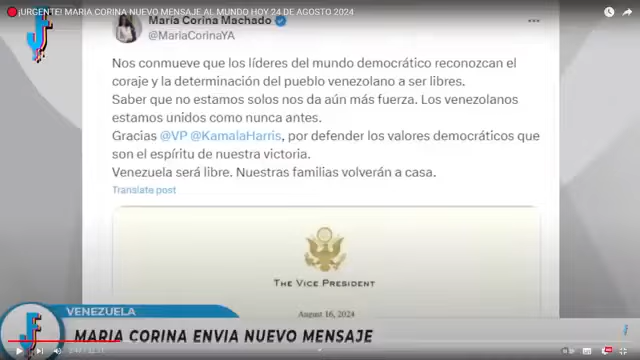 ¡URGENTE! MARIA CORINA NUEVO MENSAJE AL MUNDO HOY 24 DE AGOSTO 2024
María Corina Machado
@MariaCorinaYA
Nos conmueve que los líderes del mundo democrático reconozcan el
coraje y la determinación del pueblo venezolano a ser libres.
Saber que no estamos solos nos da aún más fuerza. Los venezolanos
estamos unidos como nunca antes.
Gracias @VP @KamalaHarris, por defender los valores democráticos que
son el espíritu de nuestra victoria.
Venezuela será libre. Nuestras familias volverán a casa.
Translate post
THE VICE PRESIDENT
August 16, 2024
VENEZUELA
MARIA CORINA ENVIA NUEVO MENSAJE